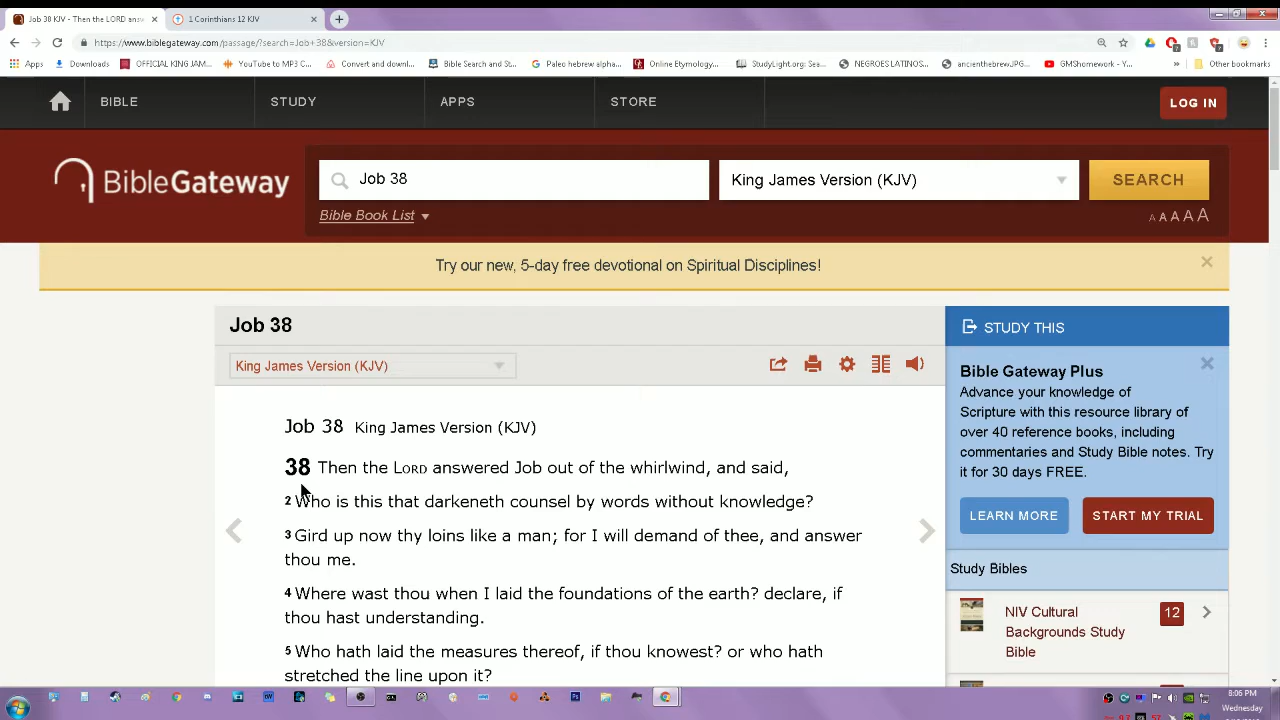 Job 38 KJV - Then the LORD answ
1 Corinthians 12 KJV
https://www.biblegateway.com/passage/?search=Job+38&version=KJV
Apps Downloads OFFICIAL KING JAM... YouTube to MP3 C... Convert and downl... Bible Search and Stu... Paleo hebrew alpha... Online Etymology... StudyLight.org: Sea... NEGROES LATINOS... ancienthebrewJPG... GMShomework - Y... » Other bookmarks
BIBLE STUDY APPS STORE LOG IN
BibleGateway
Job 38 King James Version (KJV) SEARCH
Bible Book List A A A A A
Try our new, 5-day free devotional on Spiritual Disciplines!
Job 38
King James Version (KJV)
Job 38 King James Version (KJV)
38 Then the LORD answered Job out of the whirlwind, and said,
2 Who is this that darkeneth counsel by words without knowledge?
3 Gird up now thy loins like a man; for I will demand of thee, and answer
thou me.
4 Where wast thou when I laid the foundations of the earth? declare, if
thou hast understanding.
5 Who hath laid the measures thereof, if thou knowest? or who hath
stretched the line upon it?
STUDY THIS
Bible Gateway Plus
Advance your knowledge of
Scripture with this resource library of
over 40 reference books, including
commentaries and Study Bible notes. Try
it for 30 days FREE.
LEARN MORE START MY TRIAL
Study Bibles
NIV Cultural
Backgrounds Study
Bible
12
8:06 PM
Wednesday